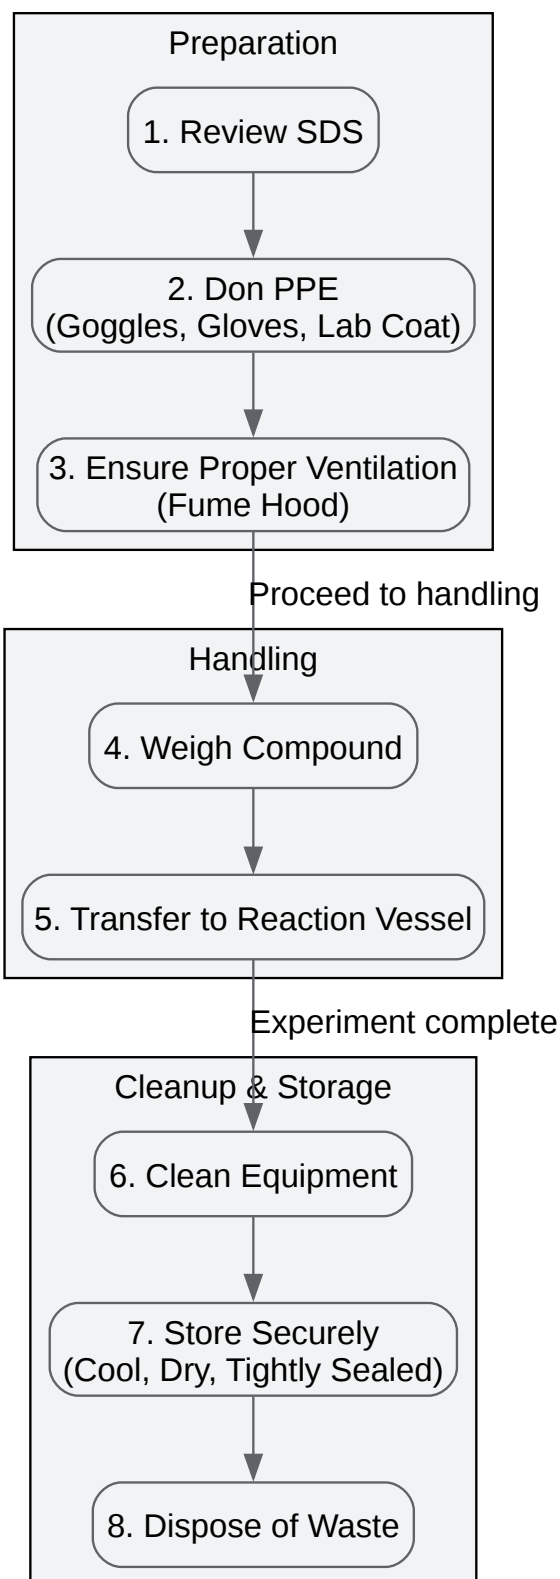 Preparation
1. Review SDS
2. Don PPE
(Goggles, Gloves, Lab Coat)
3. Ensure Proper Ventilation
(Fume Hood)
Proceed to handling
Handling
4. Weigh Compound
5. Transfer to Reaction Vessel
Experiment complete
Cleanup & Storage
6. Clean Equipment
7. Store Securely
(Cool, Dry, Tightly Sealed)
8. Dispose of Waste